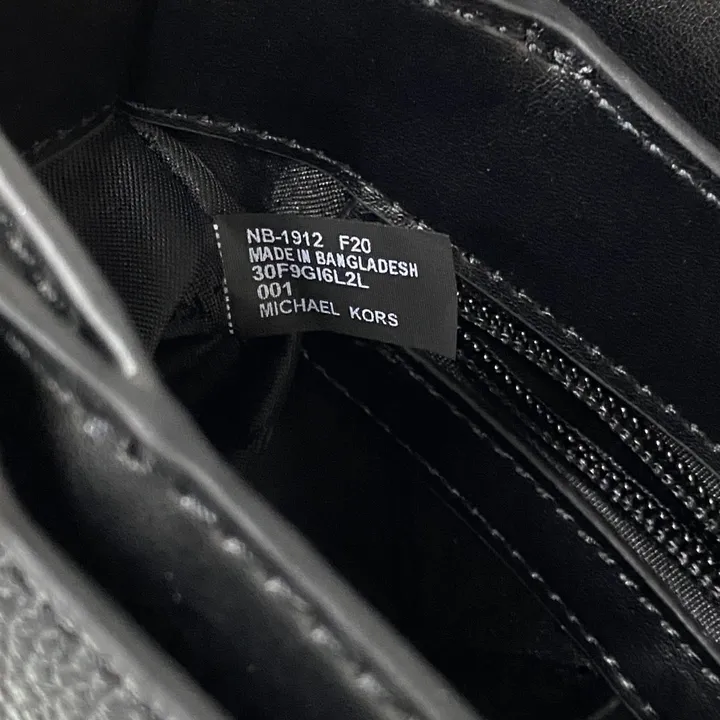 NB-1912 F20
MADE IN BANGLADESH
30F9GI6L2L
001
MICHAEL KORS